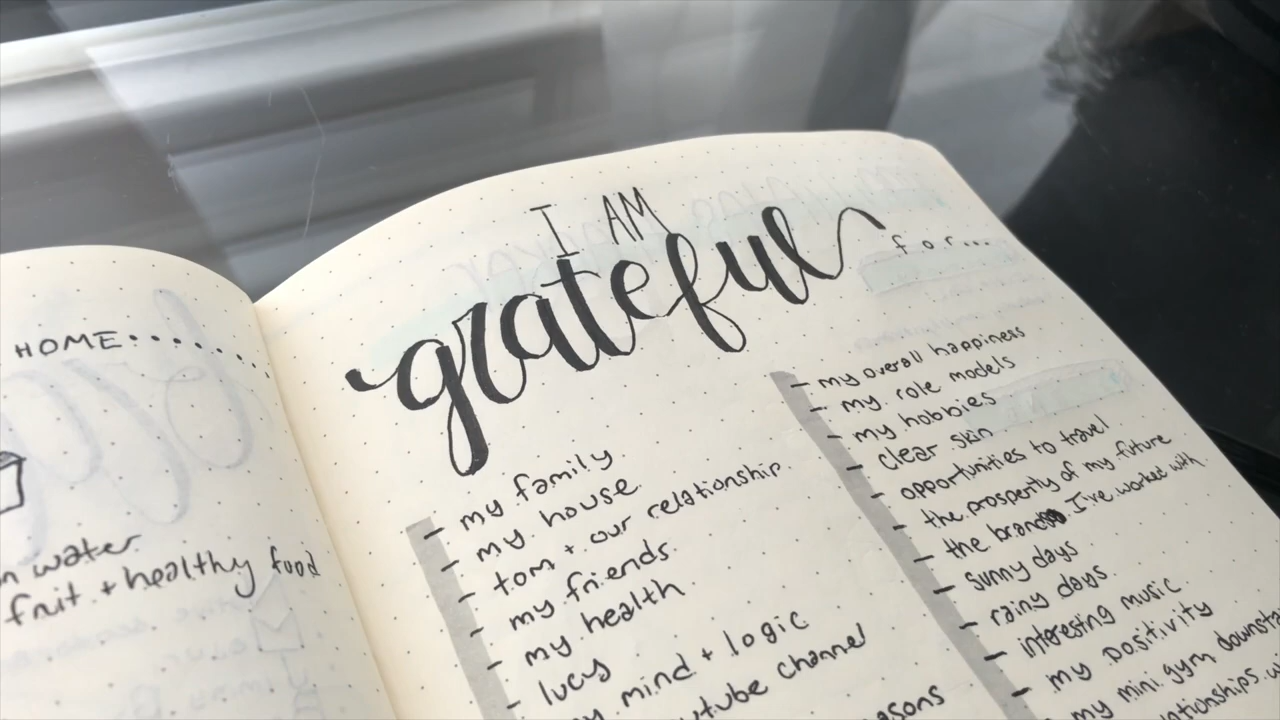 HOME
water
fruit + healthy food
I AM
grateful
for...
- my family
- my house
- tom + our relationship
- my friends
- my health
- lucy
mind + logic
channel
- my overall happiness
- my role models
- my hobbies
- clear skin
- opportunities to travel
- the prosperity of my future
- the brands I've worked with
- sunny days
- rainy days
- interesting music
- my positivity
my mini gym